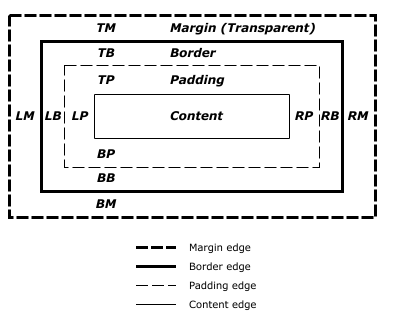 TM Margin (Transparent)
TB Border
TP Padding
LM LB LP Content RP RB RM
BP
BB
BM
Margin edge
Border edge
Padding edge
Content edge